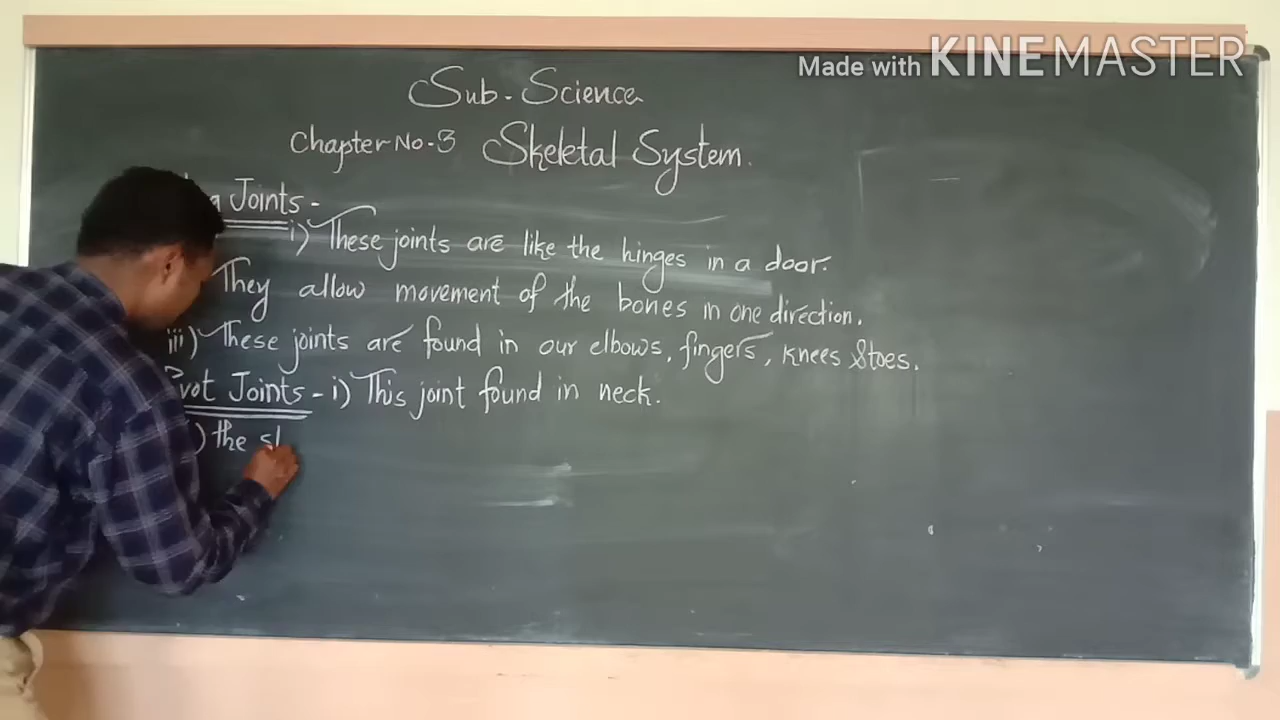 Made with KINEMASTER
Sub - Science
Chapter No - 3 Skeletal System.
Joints -
i) These joints are like the hinges in a door.
They allow movement of the bones in one direction.
iii) These joints are found in our elbows, fingers, knees & toes.
Joints - i) This joint found in neck.
) the